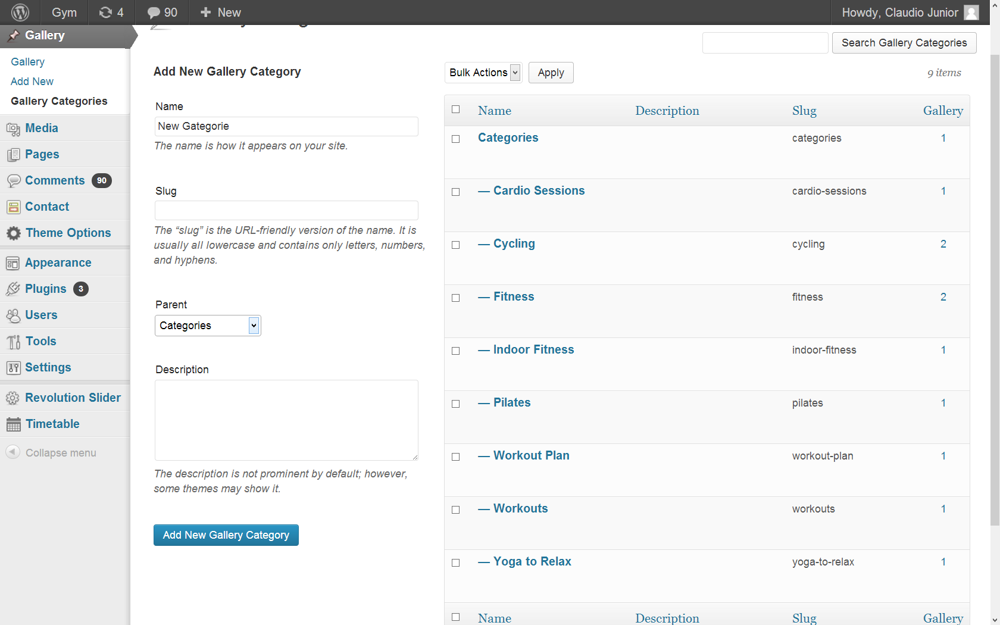 Gym
4
90
New
Howdy, Claudio Junior
Gallery
Gallery
Add New
Gallery Categories
Media
Pages
Comments 90
Contact
Theme Options
Appearance
Plugins 3
Users
Tools
Settings
Revolution Slider
Timetable
Collapse menu
Search Gallery Categories
Add New Gallery Category
Name
New Gategorie
The name is how it appears on your site.
Slug
The “slug” is the URL-friendly version of the name. It is
usually all lowercase and contains only letters, numbers,
and hyphens.
Parent
Categories
Description
The description is not prominent by default; however,
some themes may show it.
Add New Gallery Category
Bulk Actions Apply 9 items
Name Description Slug Gallery
Categories categories 1
— Cardio Sessions cardio-sessions 1
— Cycling cycling 2
— Fitness fitness 2
— Indoor Fitness indoor-fitness 1
— Pilates pilates 1
— Workout Plan workout-plan 1
— Workouts workouts 1
— Yoga to Relax yoga-to-relax 1
Name Description Slug Gallery